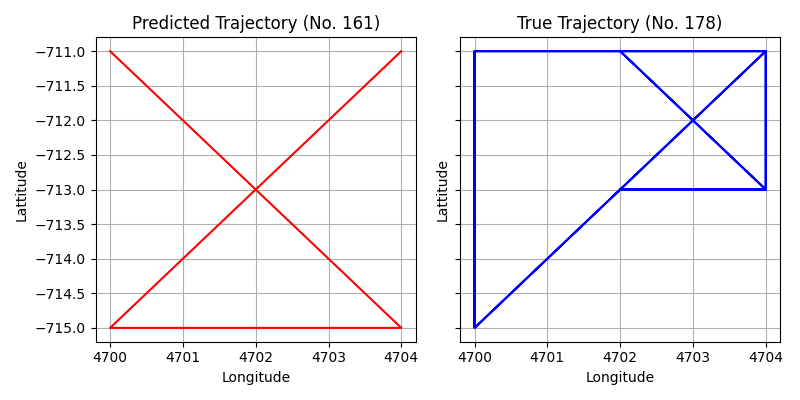 Predicted Trajectory (No. 161)
True Trajectory (No. 178)
−711.0
−711.5
−712.0
−712.5
−713.0
−713.5
−714.0
−714.5
−715.0
Lattitude
Lattitude
4700 4701 4702 4703 4704
4700 4701 4702 4703 4704
Longitude
Longitude